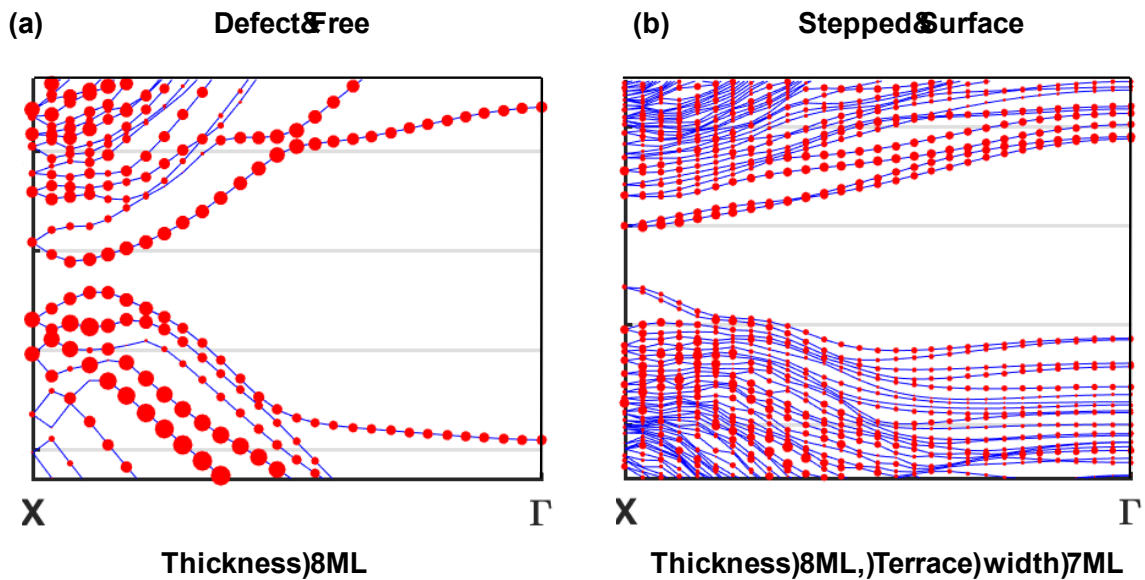 (a) Defect&Free (b) Stepped&Surface
X Γ X Γ
Thickness)8ML Thickness)8ML,)Terrace)width)7ML